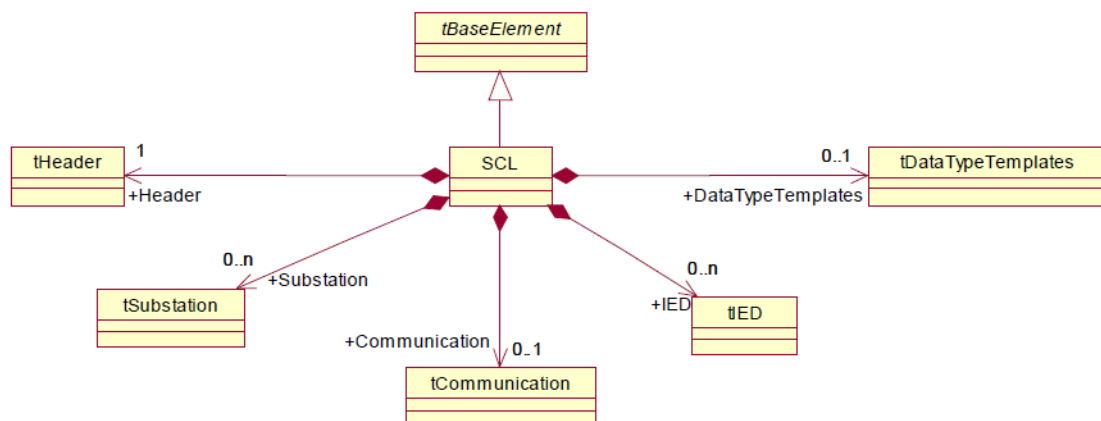 tBaseElement
tHeader
1
+Header
SCL
0..1
+DataTypeTemplates
tDataTypeTemplates
0..n
+Substation
tSubstation
+Communication
0..1
tCommunication
0..n
+IED
tIED